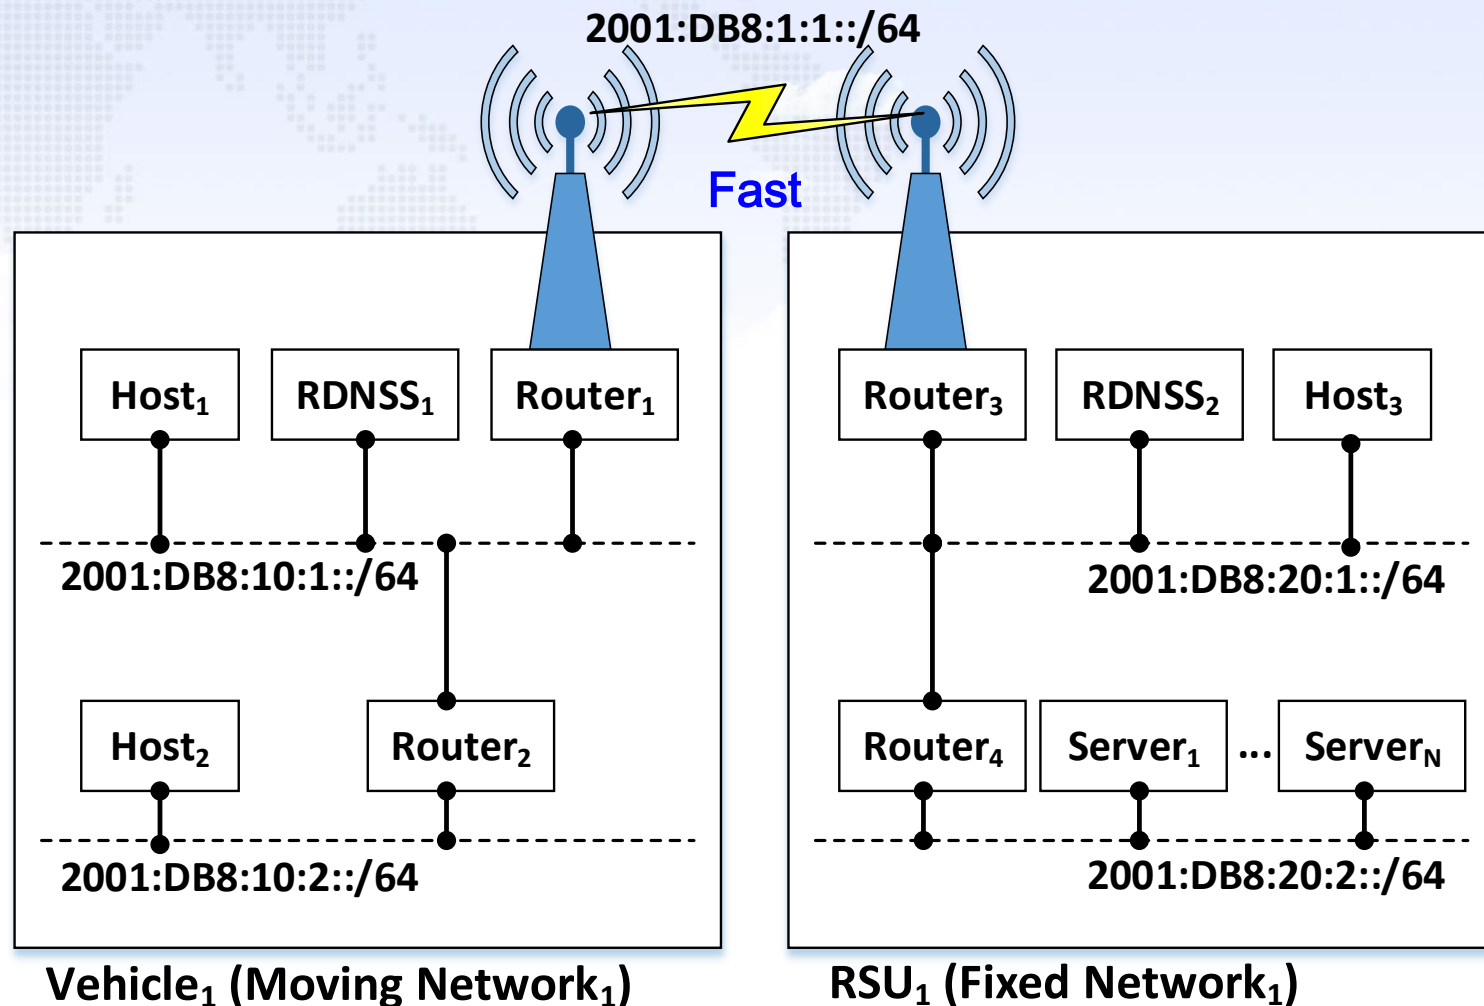 2001:DB8:1:1::/64
Fast
Host₁ RDNSS₁ Router₁
2001:DB8:10:1::/64
Host₂ Router₂
2001:DB8:10:2::/64
Vehicle₁ (Moving Network₁)
Router₃ RDNSS₂ Host₃
2001:DB8:20:1::/64
Router₄ Server₁ ... Server_N
2001:DB8:20:2::/64
RSU₁ (Fixed Network₁)